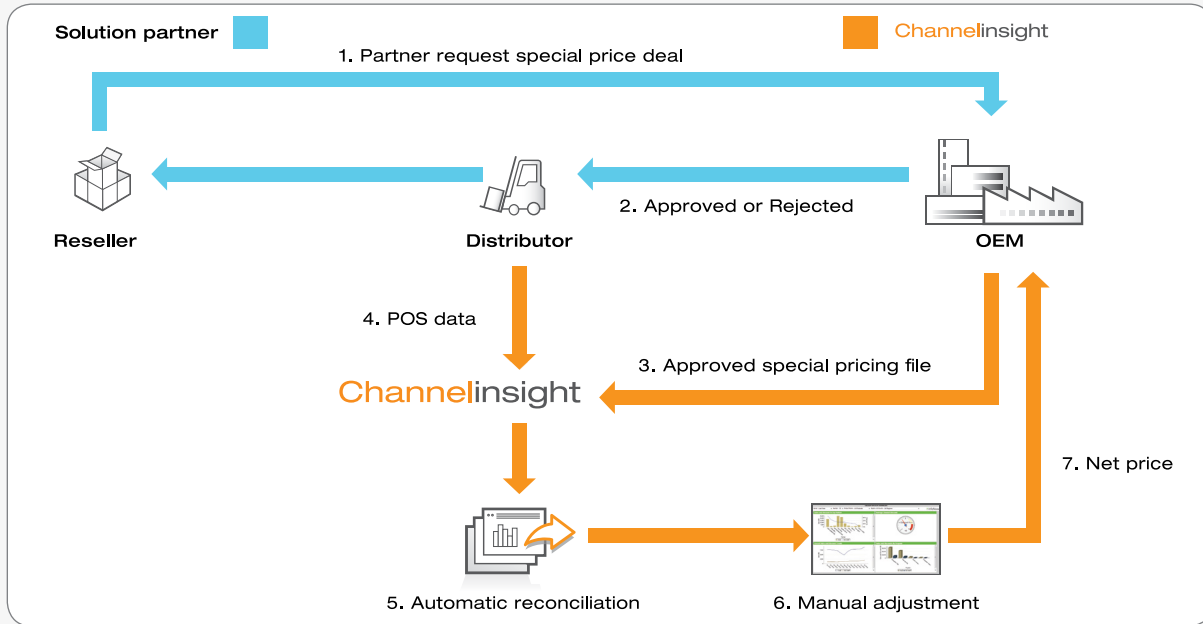 Solution partner
Channelinsight
1. Partner request special price deal
2. Approved or Rejected
Reseller
Distributor
OEM
4. POS data
3. Approved special pricing file
Channelinsight
7. Net price
5. Automatic reconciliation
6. Manual adjustment